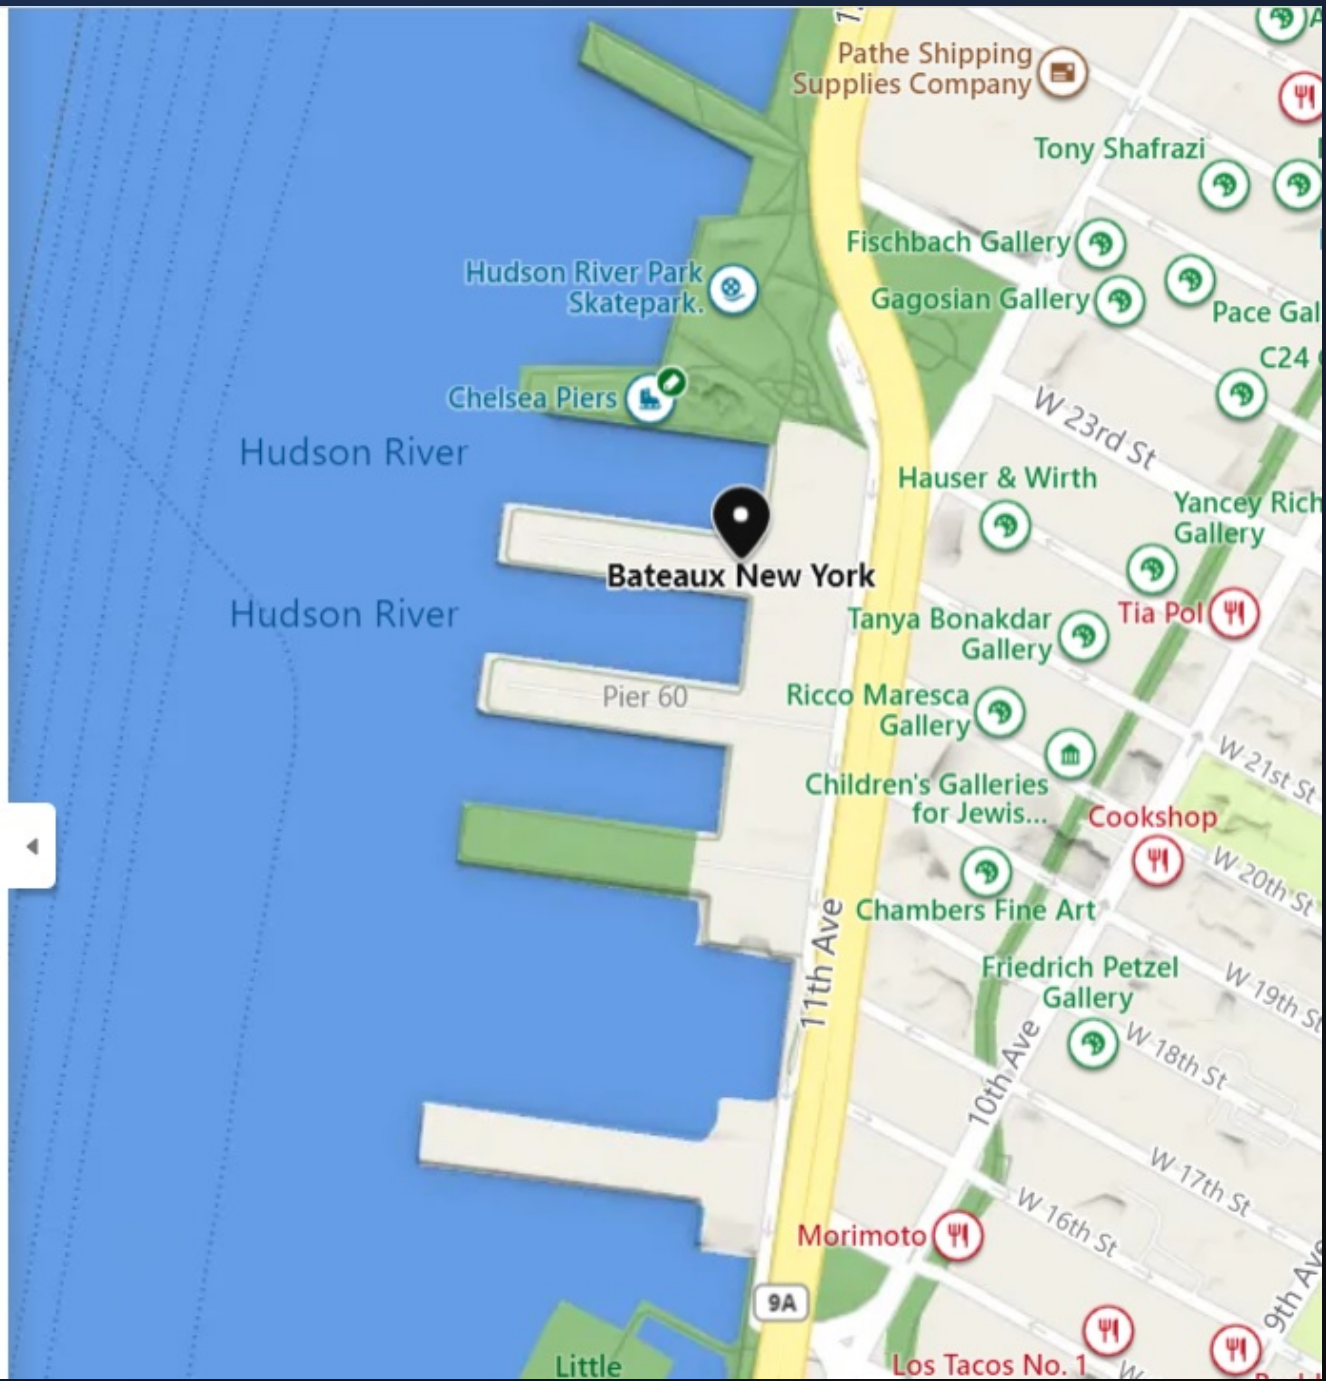 Pathe Shipping
Supplies Company
Tony Shafrazi
Fischbach Gallery
Hudson River Park
Skatepark.
Gagosian Gallery
Pace Gal
C24
Chelsea Piers
W 23rd St
Hudson River
Hauser & Wirth
Yancey Rich
Gallery
Bateaux New York
Hudson River
Tanya Bonakdar
Gallery
Tia Pol
Pier 60
Ricco Maresca
Gallery
W 21st St
Children's Galleries
for Jewis...
Cookshop
W 20th St
Chambers Fine Art
11th Ave
Friedrich Petzel
Gallery
W 19th St
10th Ave
W 18th St
W 17th St
W 16th St
Morimoto
9A
9th Ave
Little
Los Tacos No. 1
W